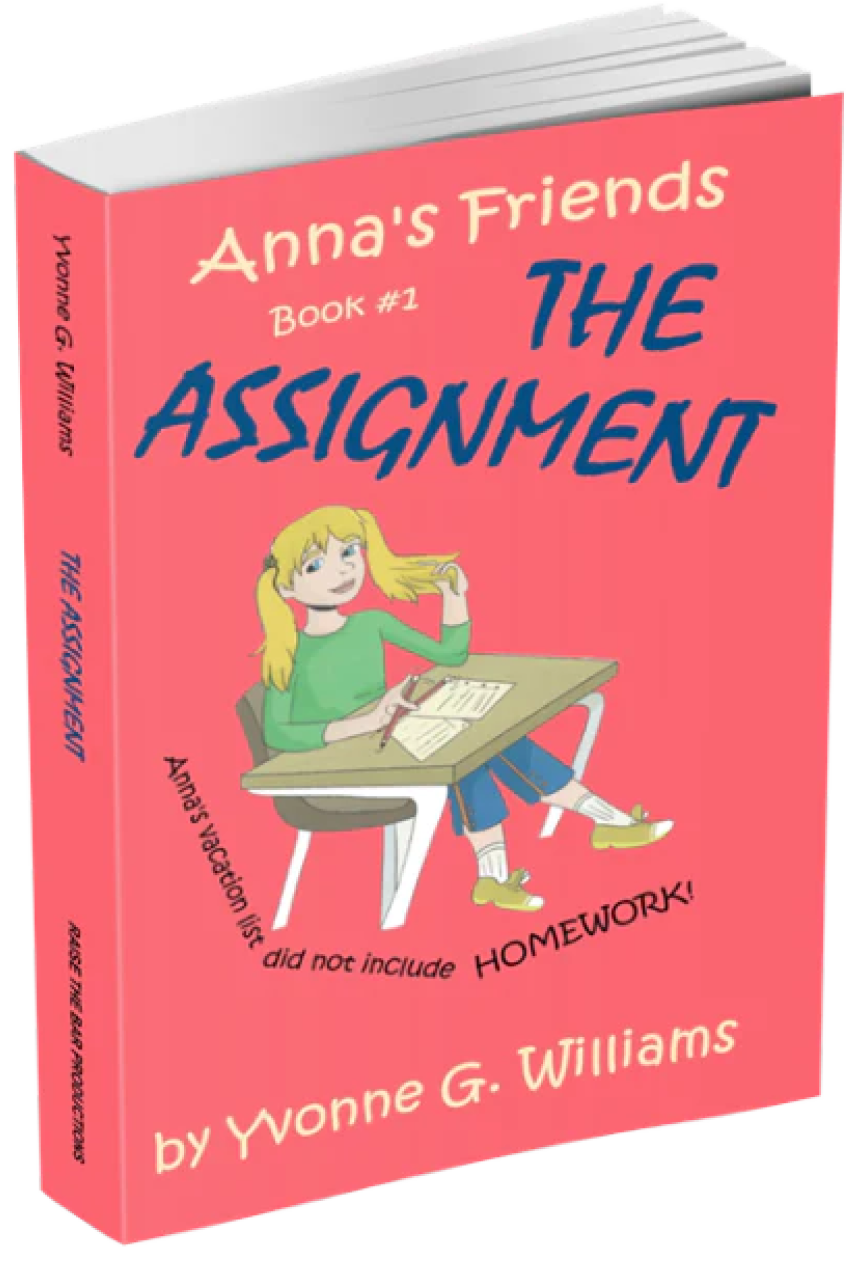 Anna's Friends
Book #1
THE
ASSIGNMENT
Anna's vacation list
did not include HOMEWORK!
by Yvonne G. Williams
Yvonne G. Williams THE ASSIGNMENT RAISE THE BAR PRODUCTIONS